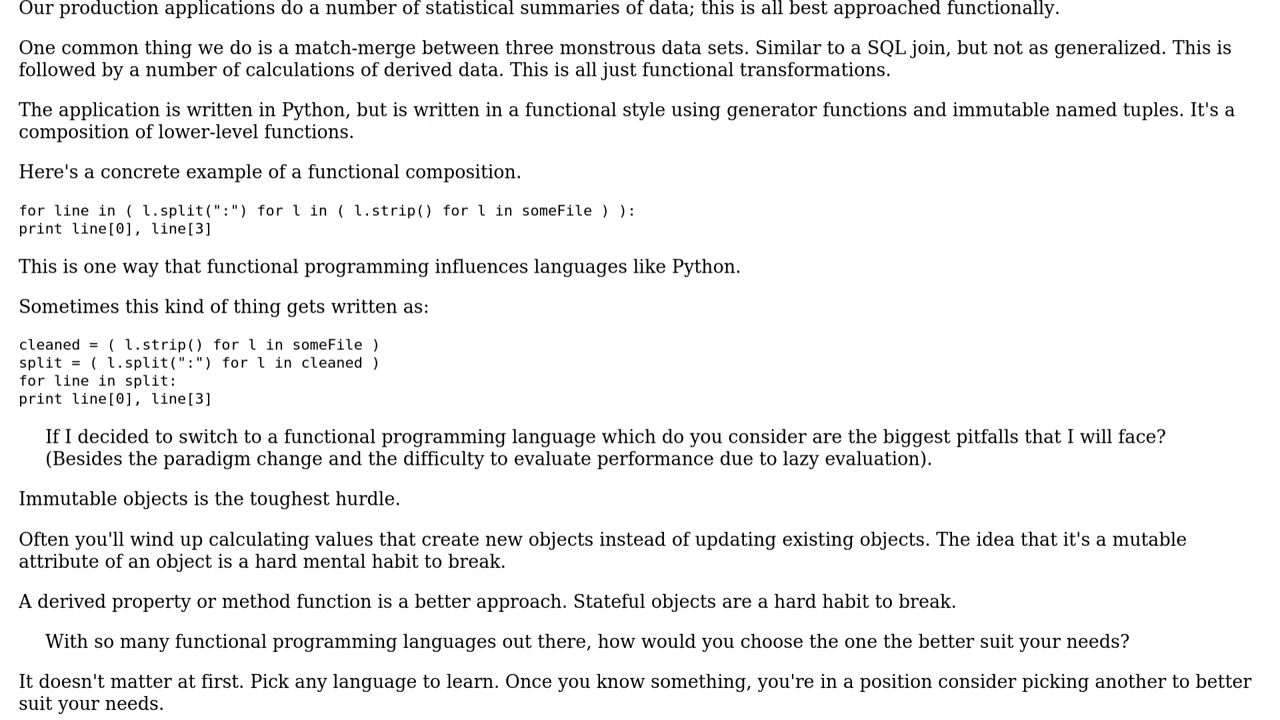 Our production applications do a number of statistical summaries of data; this is all best approached functionally.
One common thing we do is a match-merge between three monstrous data sets. Similar to a SQL join, but not as generalized. This is
followed by a number of calculations of derived data. This is all just functional transformations.
The application is written in Python, but is written in a functional style using generator functions and immutable named tuples. It's a
composition of lower-level functions.
Here's a concrete example of a functional composition.
for line in ( l.split(":") for l in ( l.strip() for l in someFile ) ):
print line[0], line[3]
This is one way that functional programming influences languages like Python.
Sometimes this kind of thing gets written as:
cleaned = ( l.strip() for l in someFile )
split = ( l.split(":") for l in cleaned )
for line in split:
print line[0], line[3]
If I decided to switch to a functional programming language which do you consider are the biggest pitfalls that I will face?
(Besides the paradigm change and the difficulty to evaluate performance due to lazy evaluation).
Immutable objects is the toughest hurdle.
Often you'll wind up calculating values that create new objects instead of updating existing objects. The idea that it's a mutable
attribute of an object is a hard mental habit to break.
A derived property or method function is a better approach. Stateful objects are a hard habit to break.
With so many functional programming languages out there, how would you choose the one the better suit your needs?
It doesn't matter at first. Pick any language to learn. Once you know something, you're in a position consider picking another to better
suit your needs.